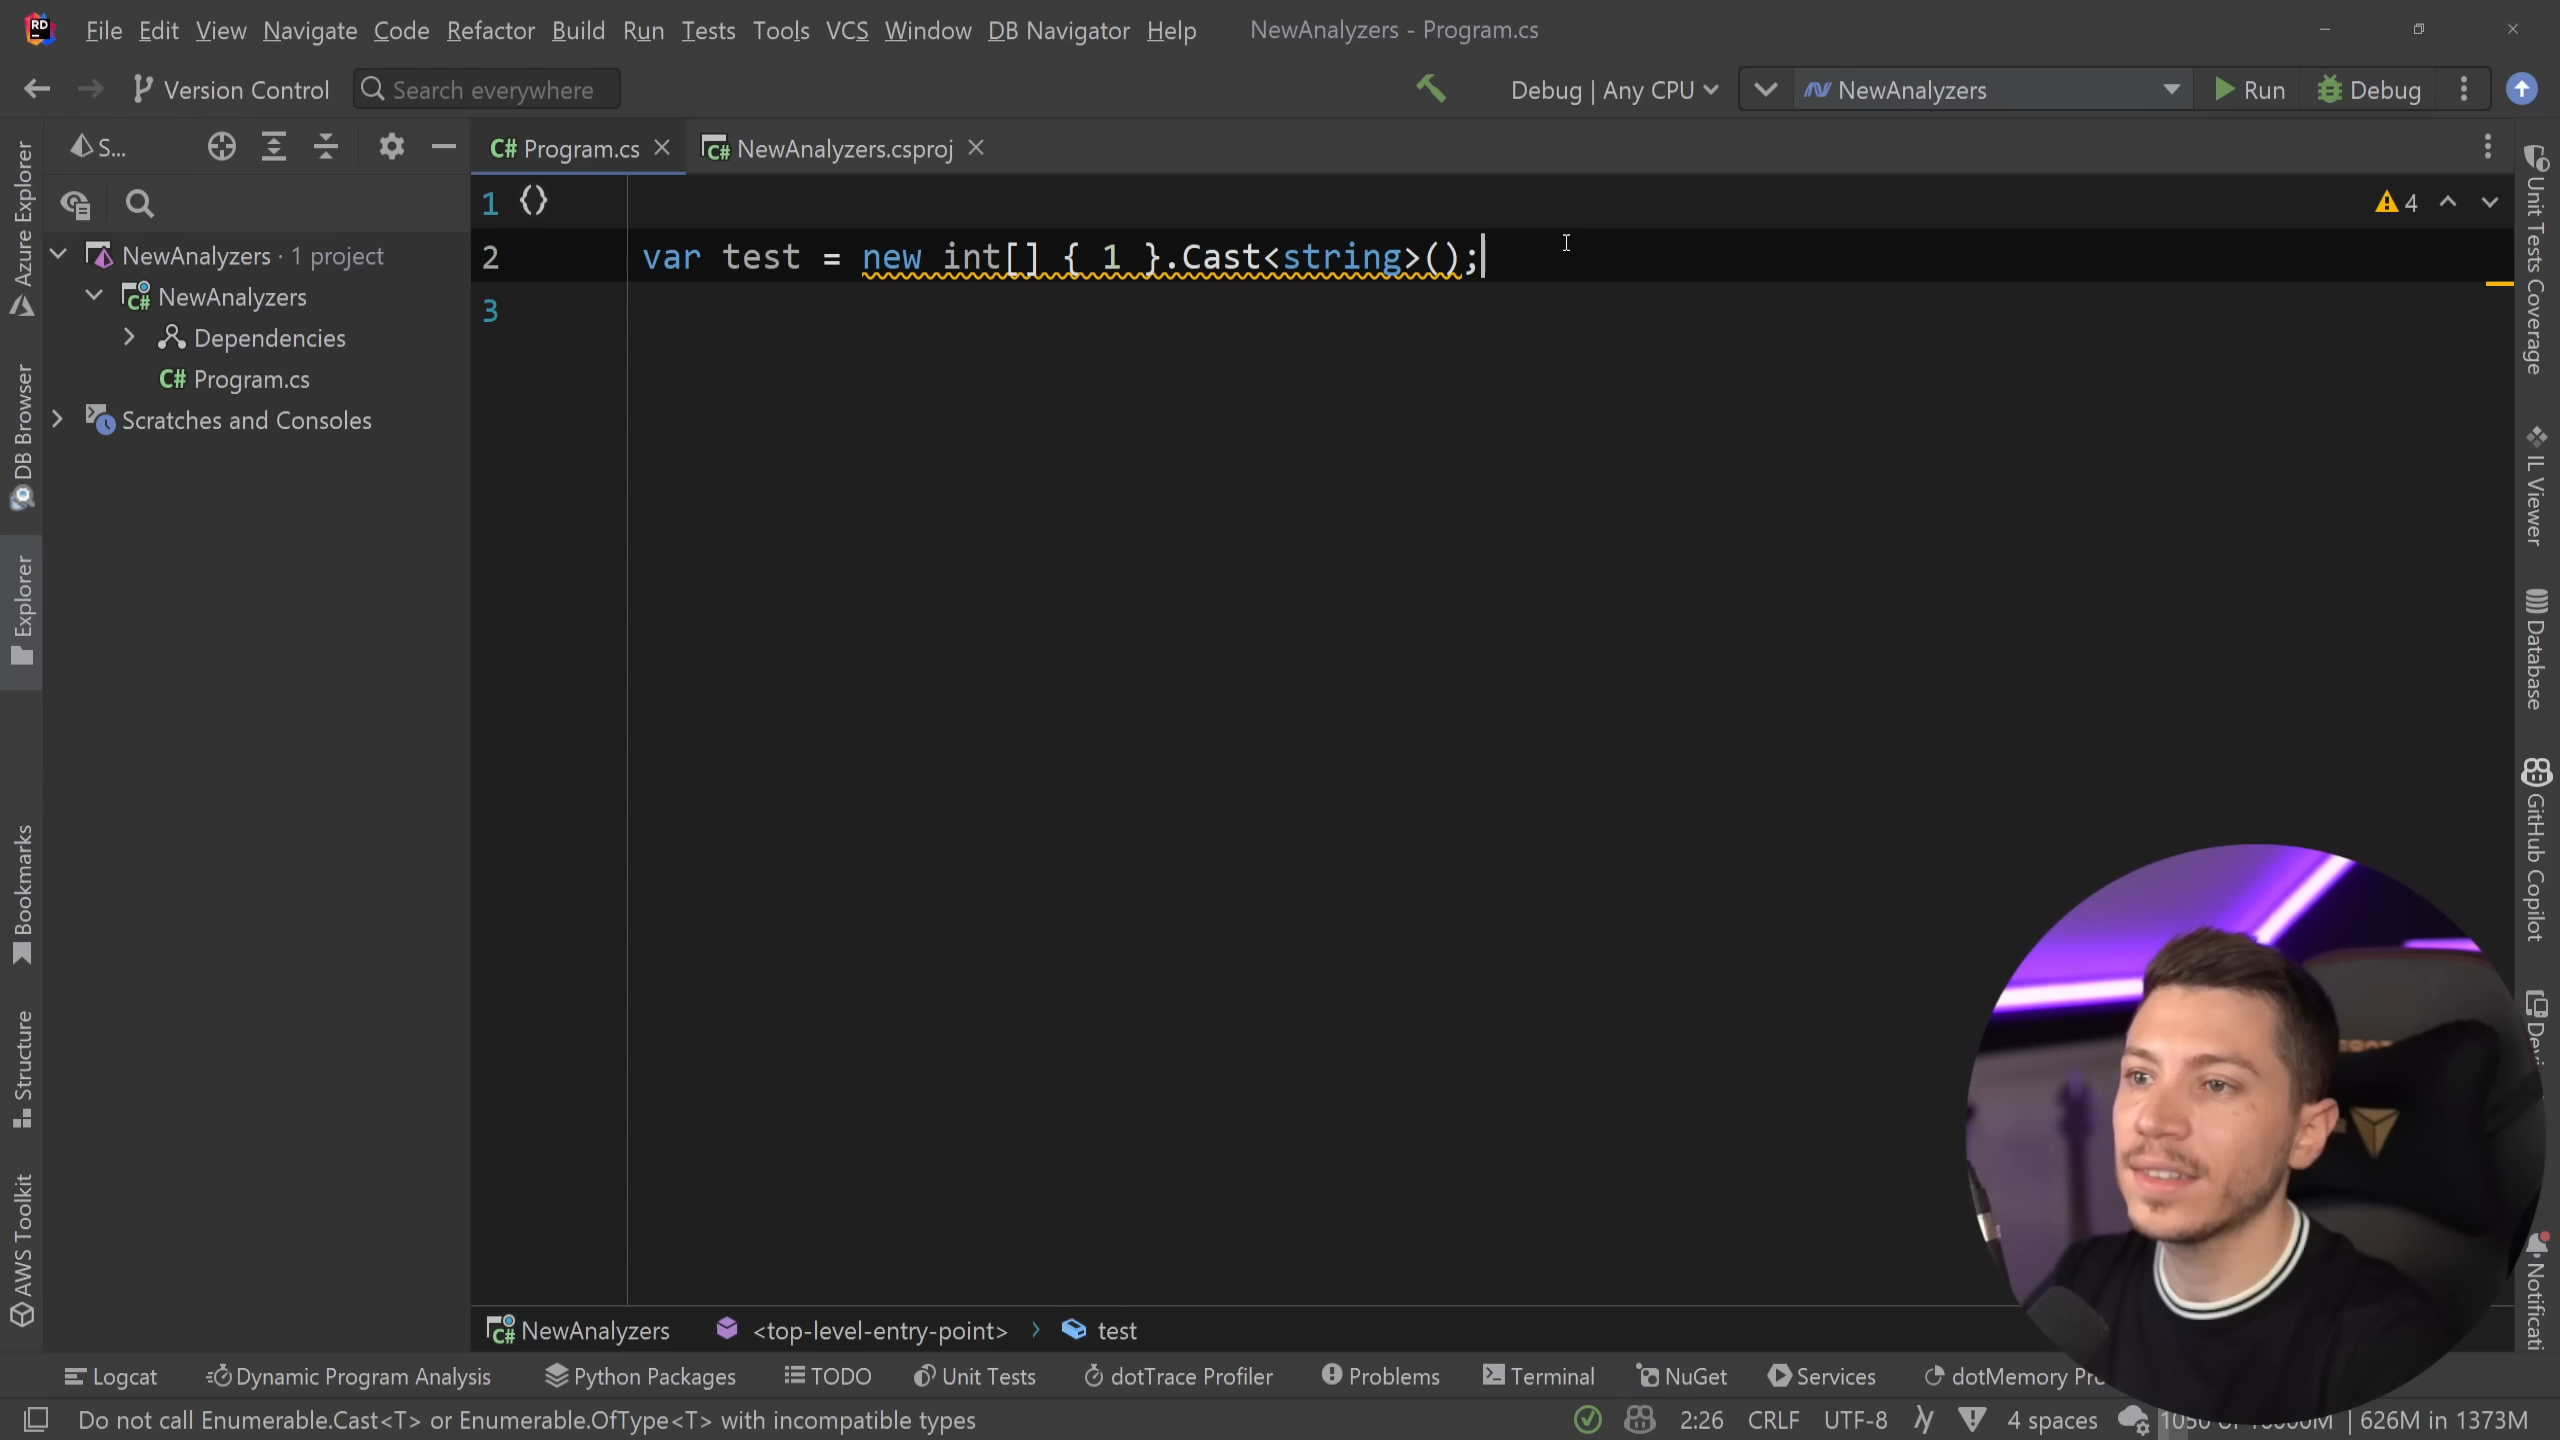 RD File Edit View Navigate Code Refactor Build Run Tests Tools VCS Window DB Navigator Help NewAnalyzers - Program.cs
Version Control Search everywhere Debug | Any CPU NewAnalyzers Run Debug
S... C# Program.cs C# NewAnalyzers.csproj
1 {} 4
NewAnalyzers · 1 project
2 var test = new int[] { 1 }.Cast<string>();
C# NewAnalyzers
3
Dependencies
C# Program.cs
Scratches and Consoles
Azure Explorer
DB Browser
Explorer
Bookmarks
Structure
AWS Toolkit
Unit Tests Coverage
IL Viewer
Database
GitHub Copilot
Notificati
C# NewAnalyzers <top-level-entry-point> › test
Logcat Dynamic Program Analysis Python Packages TODO Unit Tests dotTrace Profiler Problems Terminal NuGet Services dotMemory Pr
Do not call Enumerable.Cast<T> or Enumerable.OfType<T> with incompatible types 2:26 CRLF UTF-8 4 spaces | 626M in 1373M